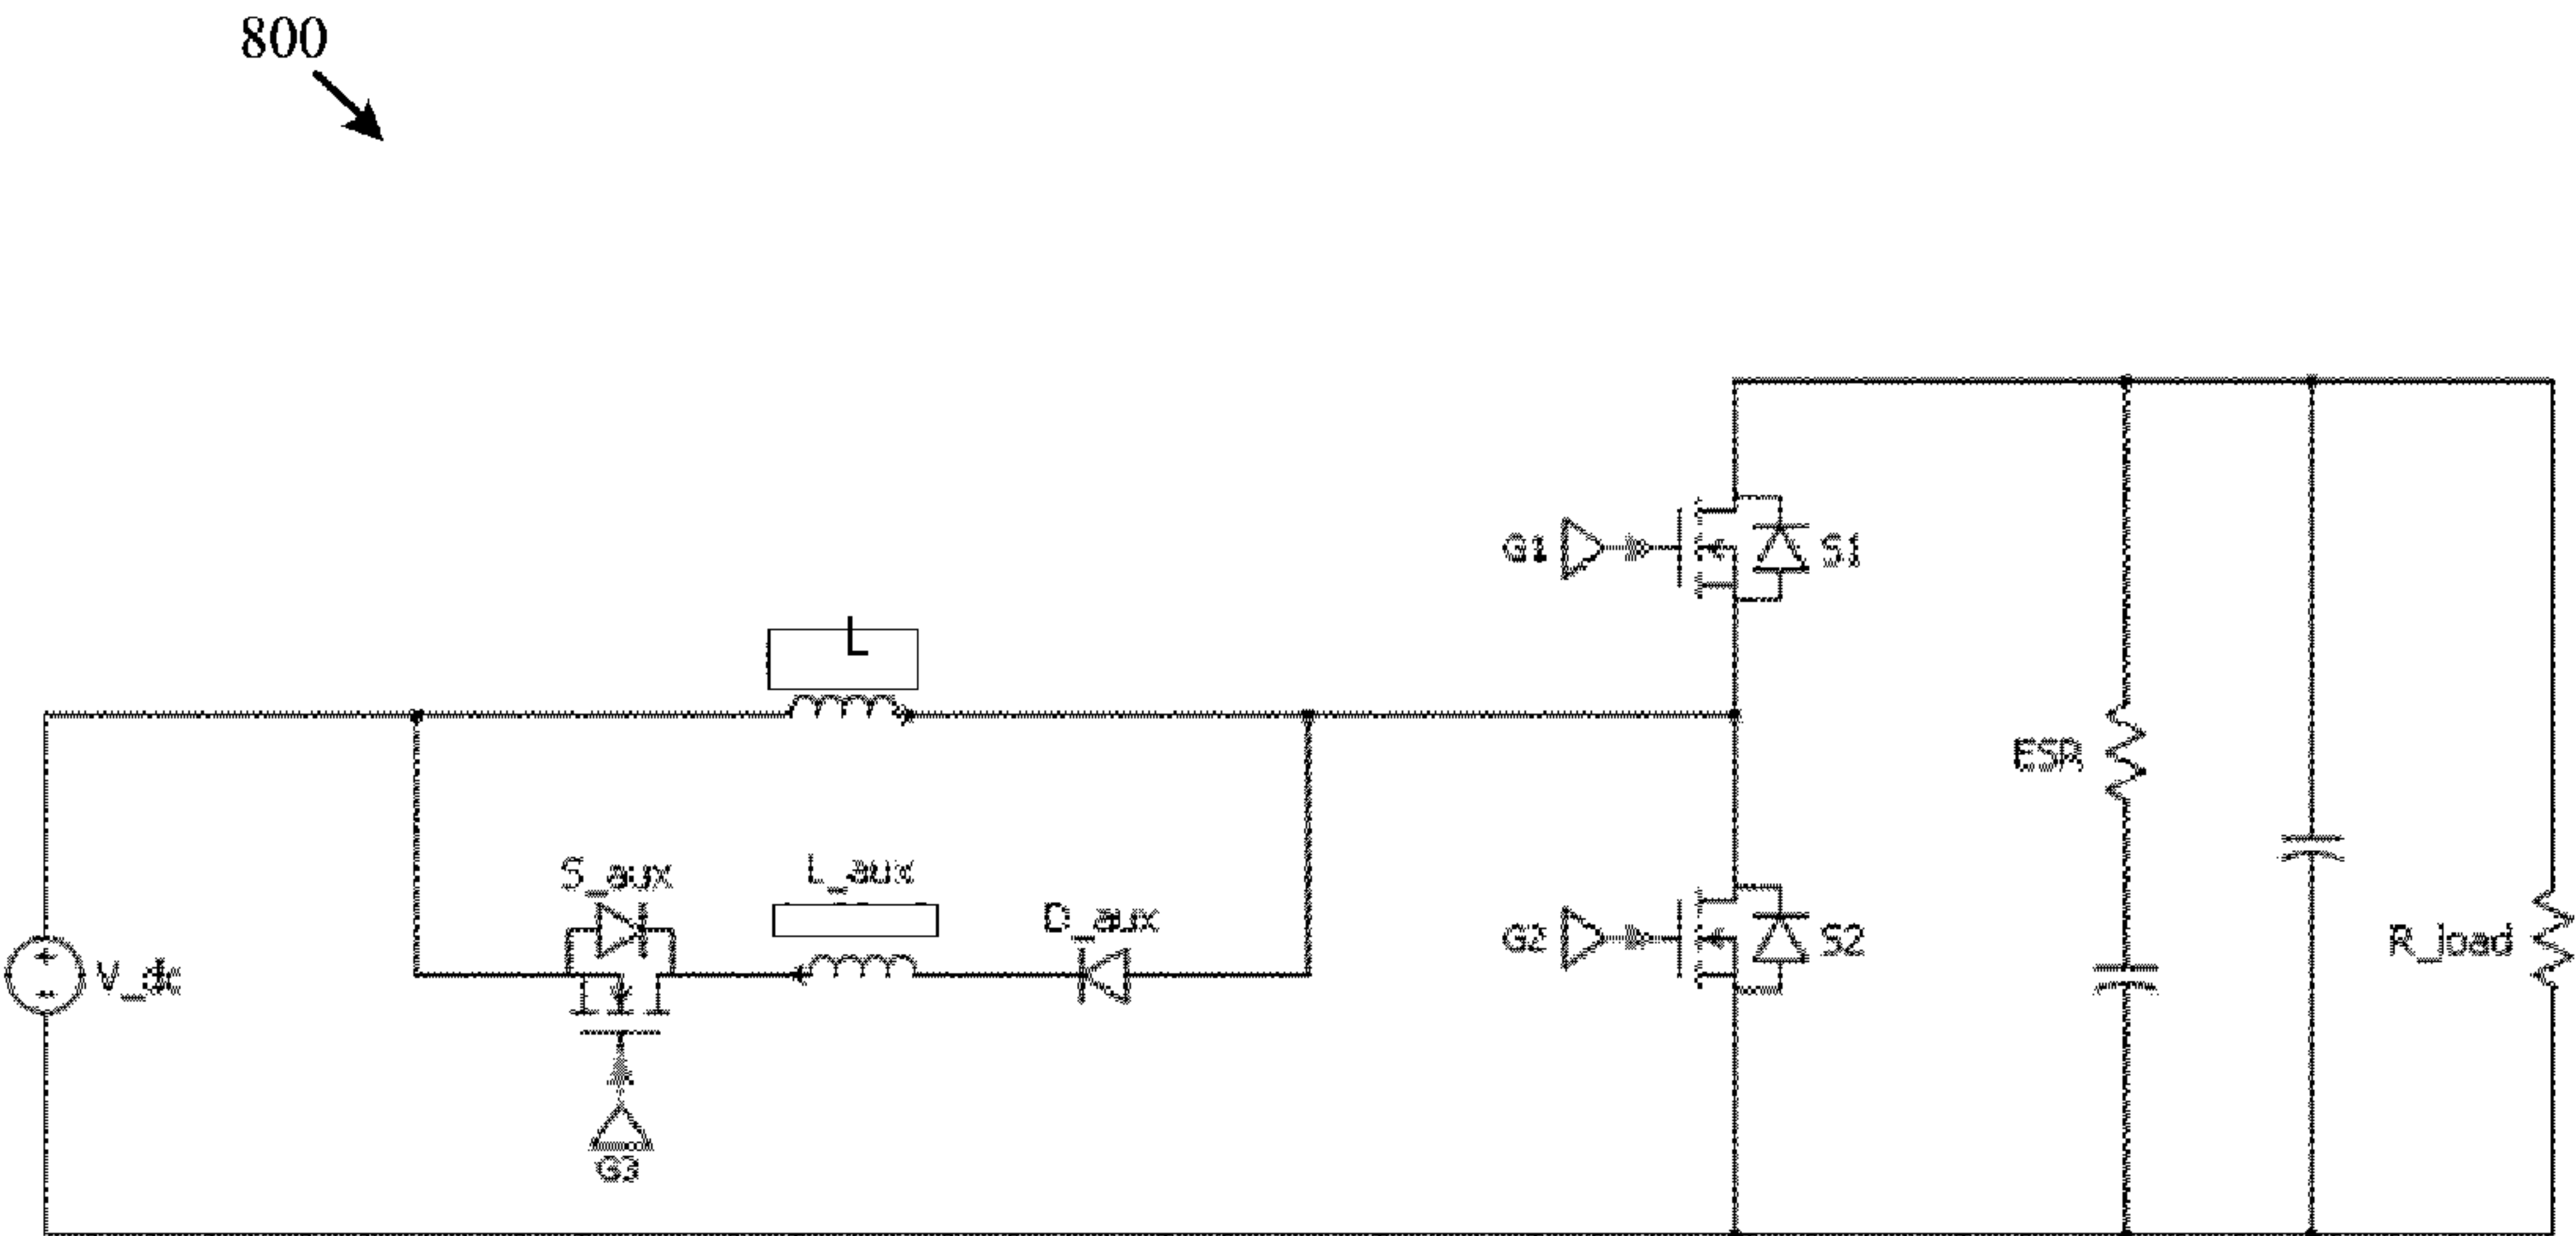 800
G1
S1
L
ESR
S_aux
L_aux
D_aux
G2
S2
R_load
V_dc
G3